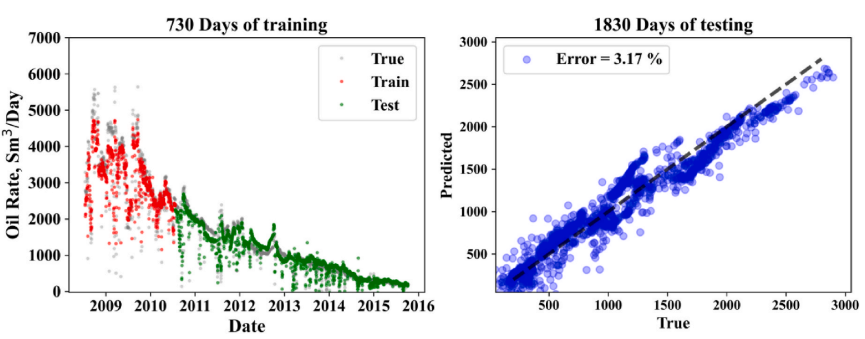 730 Days of training
7000
6000
5000
4000
3000
2000
1000
0
Oil Rate, Sm³/Day
True
Train
Test
2009 2010 2011 2012 2013 2014 2015 2016
Date
1830 Days of testing
3000
2500
2000
1500
1000
500
Predicted
Error = 3.17 %
500 1000 1500 2000 2500 3000
True